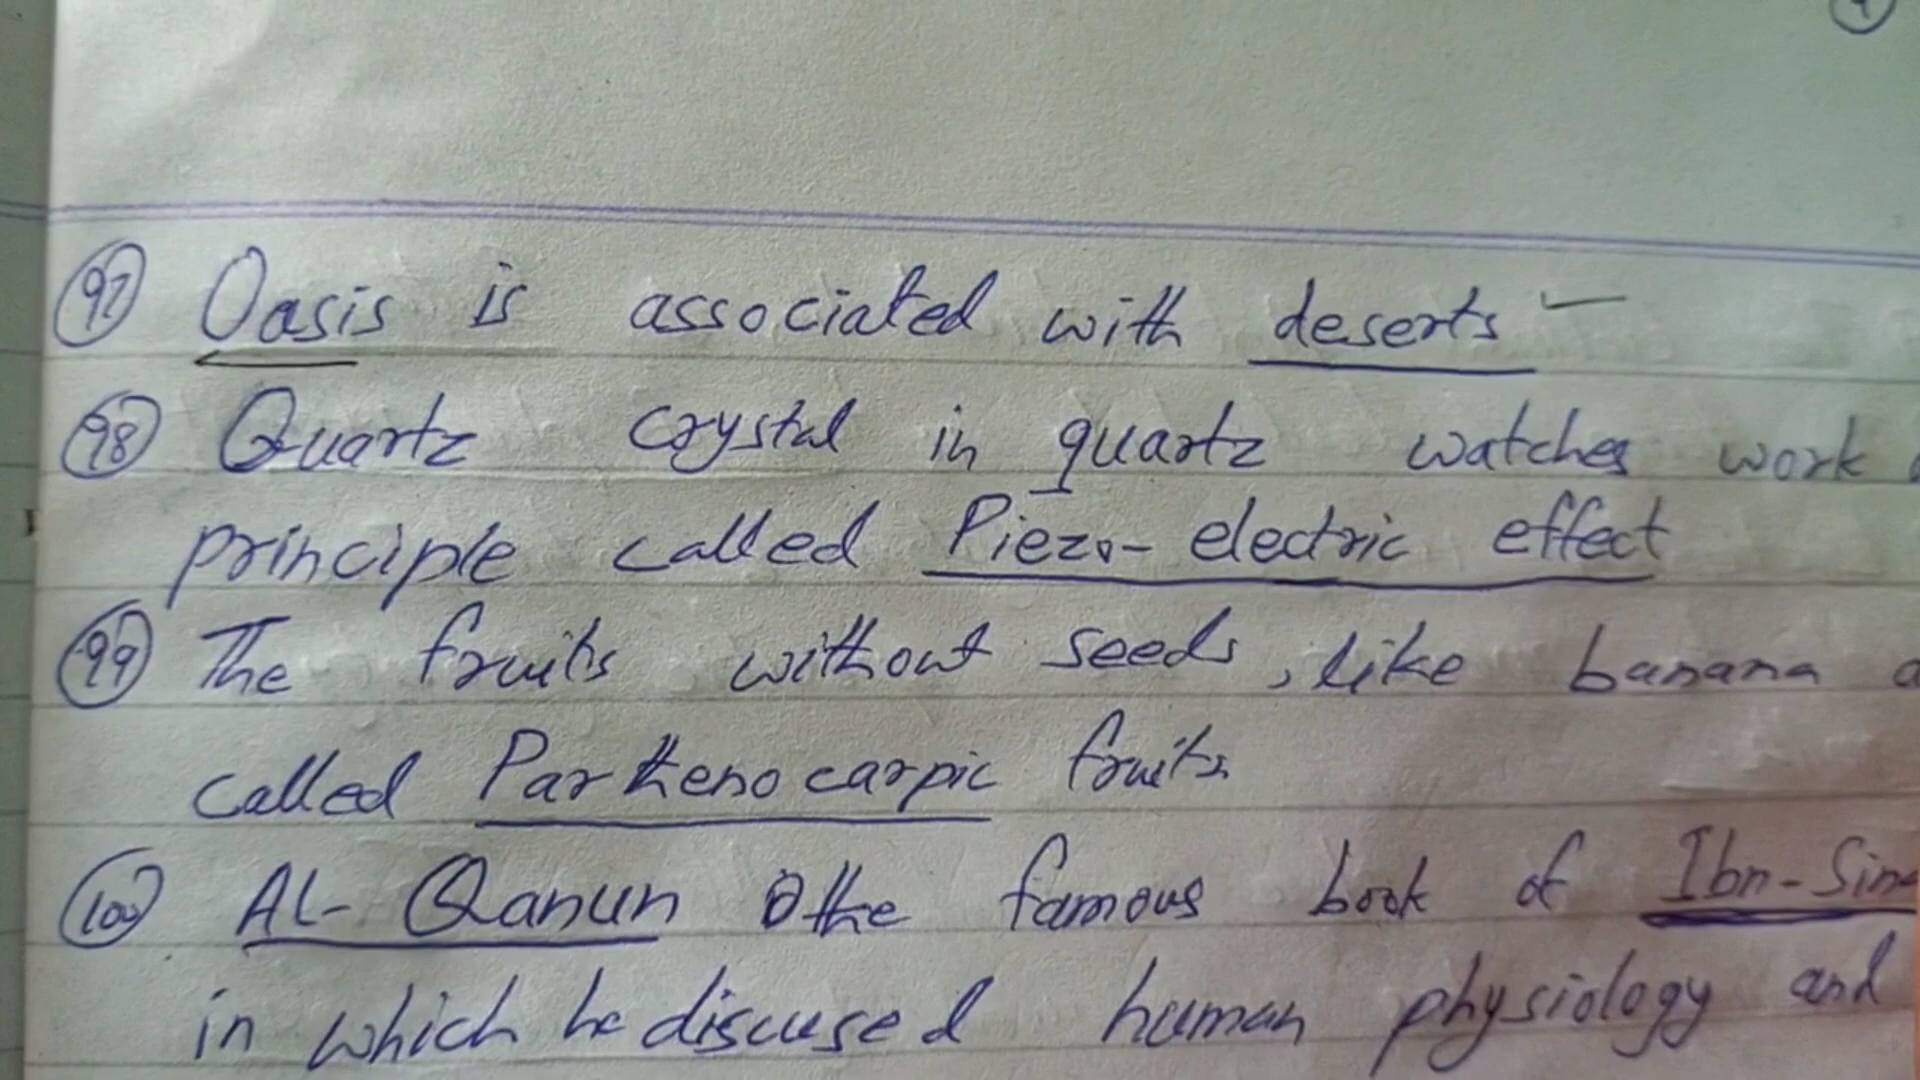 97 Oasis is associated with deserts
98 Quartz crystal in quartz watches work
principle called Piezo-electric effect
99 The fruits without seeds, like banana
called Parthenocarpic fruits
100 Al-Qanun the famous book of Ibn-Sina
in which he discused human physiology and